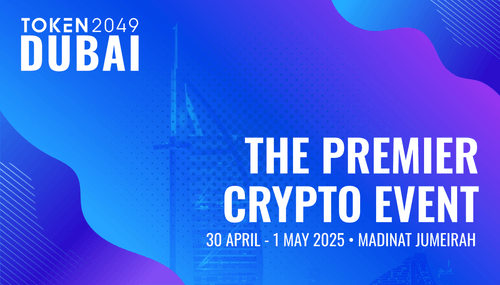 TOKEN2049
DUBAI
THE PREMIER
CRYPTO EVENT
30 APRIL - 1 MAY 2025 • MADINAT JUMEIRAH